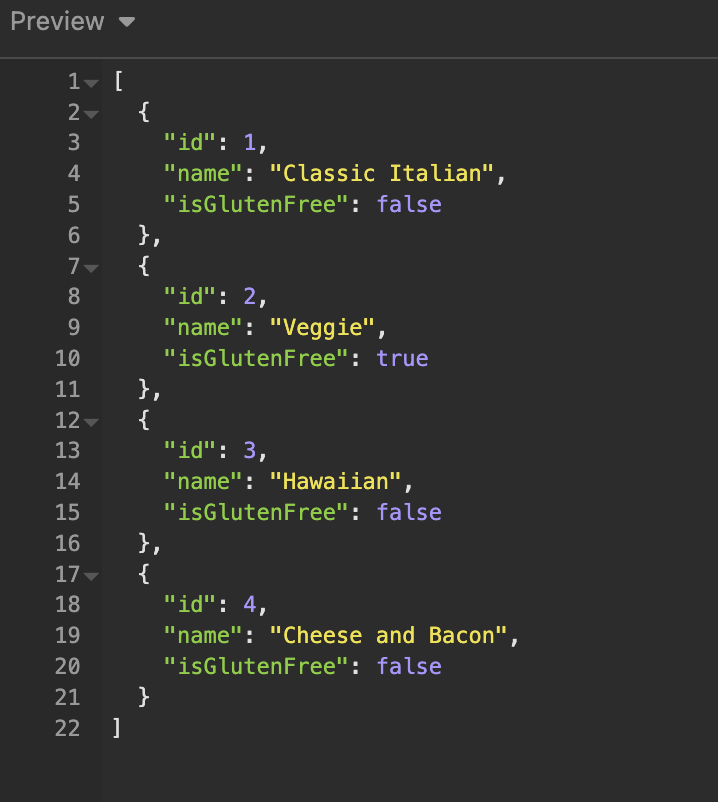 Preview
1 [
2 {
3 "id": 1,
4 "name": "Classic Italian",
5 "isGlutenFree": false
6 },
7 {
8 "id": 2,
9 "name": "Veggie",
10 "isGlutenFree": true
11 },
12 {
13 "id": 3,
14 "name": "Hawaiian",
15 "isGlutenFree": false
16 },
17 {
18 "id": 4,
19 "name": "Cheese and Bacon",
20 "isGlutenFree": false
21 }
22 ]